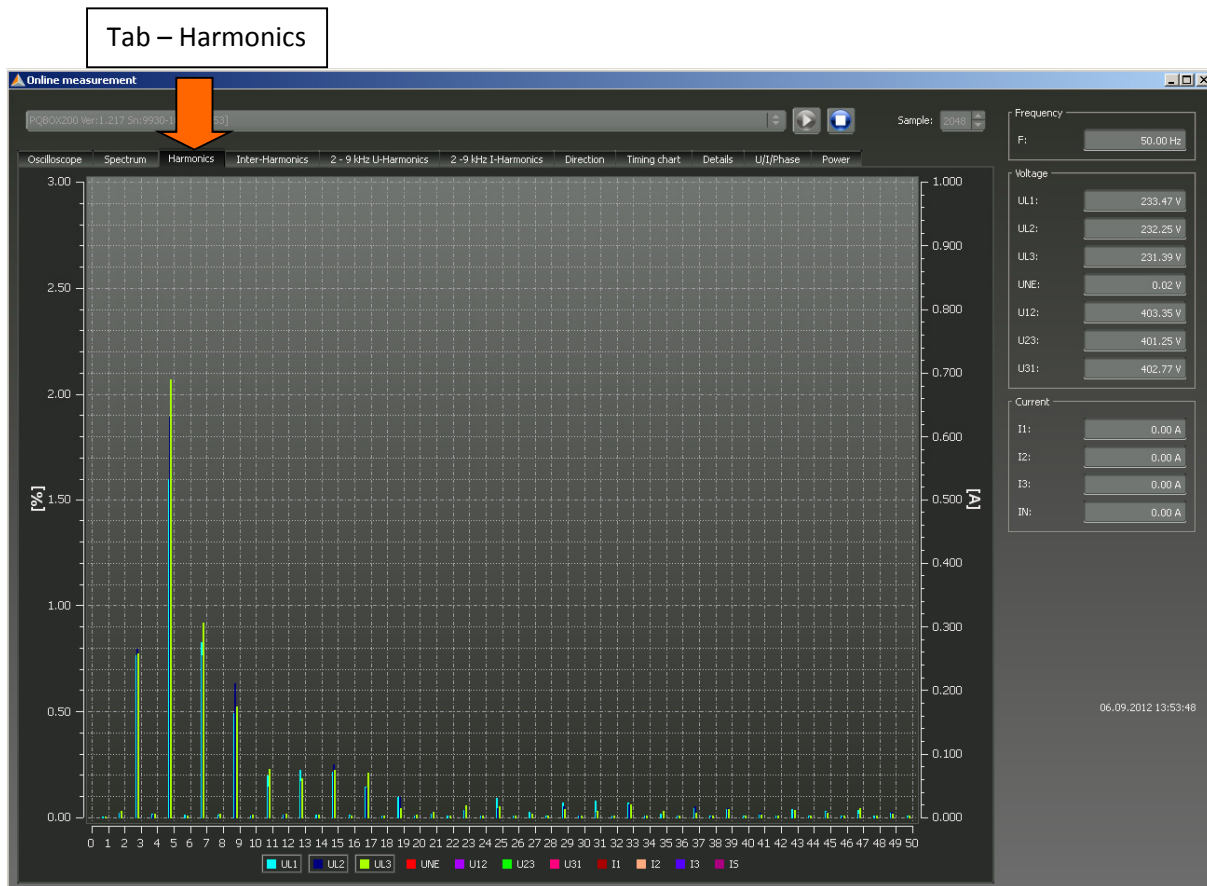 Tab – Harmonics
Online measurement
PQBOX200 Ver:1.217 Sn:9930-1 53]
Sample: 2048
Oscilloscope Spectrum Harmonics Inter-Harmonics 2 - 9 kHz U-Harmonics 2 -9 kHz I-Harmonics Direction Timing chart Details U/I/Phase Power
3.00
2.50
2.00
1.50
1.00
0.50
0.00
[%]
1.000
0.900
0.800
0.700
0.600
0.500
0.400
0.300
0.200
0.100
0.000
[A]
0 1 2 3 4 5 6 7 8 9 10 11 12 13 14 15 16 17 18 19 20 21 22 23 24 25 26 27 28 29 30 31 32 33 34 35 36 37 38 39 40 41 42 43 44 45 46 47 48 49 50
UL1 UL2 UL3 UNE U12 U23 U31 I1 I2 I3 I5
Frequency
F: 50.00 Hz
Voltage
UL1: 233.47 V
UL2: 232.25 V
UL3: 231.39 V
UNE: 0.02 V
U12: 403.35 V
U23: 401.25 V
U31: 402.77 V
Current
I1: 0.00 A
I2: 0.00 A
I3: 0.00 A
IN: 0.00 A
06.09.2012 13:53:48